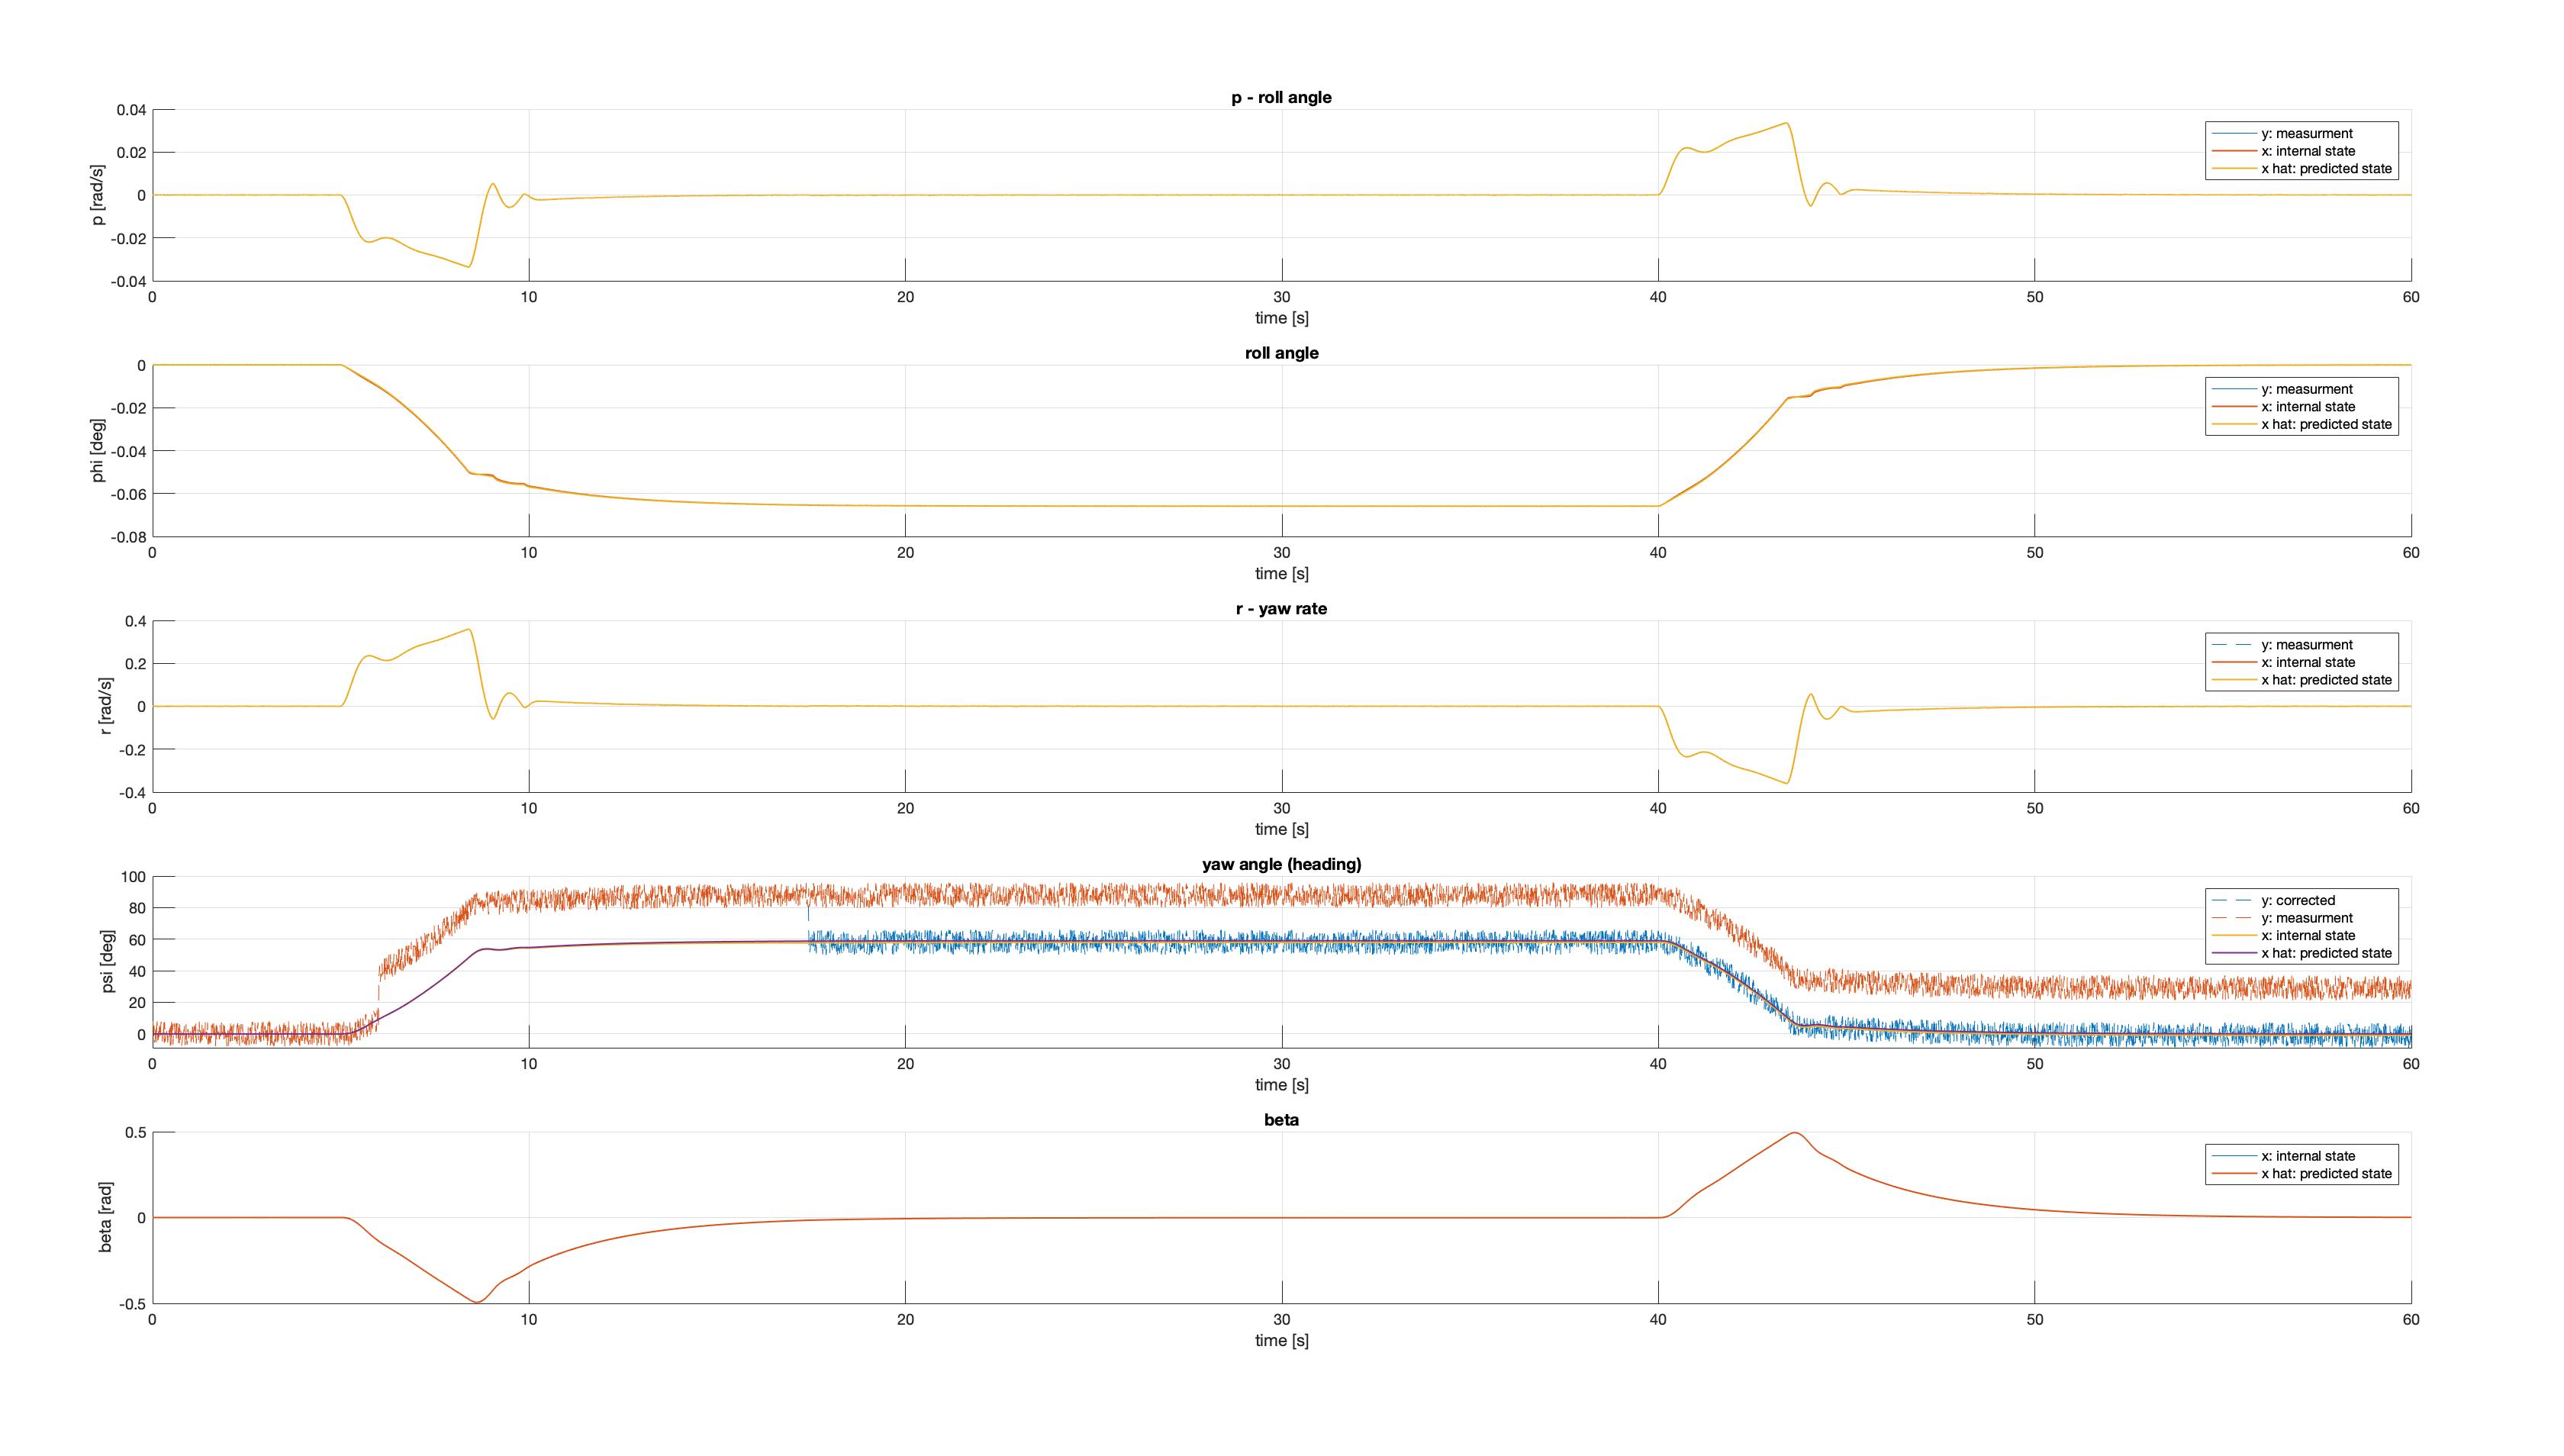 p - roll angle
0.04
0.02
0
-0.02
-0.04
p [rad/s]
0 10 20 30 40 50 60
time [s]
y: measurment
x: internal state
x hat: predicted state
roll angle
0
-0.02
-0.04
-0.06
-0.08
phi [deg]
0 10 20 30 40 50 60
time [s]
y: measurment
x: internal state
x hat: predicted state
r - yaw rate
0.4
0.2
0
-0.2
-0.4
r [rad/s]
0 10 20 30 40 50 60
time [s]
y: measurment
x: internal state
x hat: predicted state
yaw angle (heading)
100
80
60
40
20
0
psi [deg]
0 10 20 30 40 50 60
time [s]
y: corrected
y: measurment
x: internal state
x hat: predicted state
beta
0.5
0
-0.5
beta [rad]
0 10 20 30 40 50 60
time [s]
x: internal state
x hat: predicted state